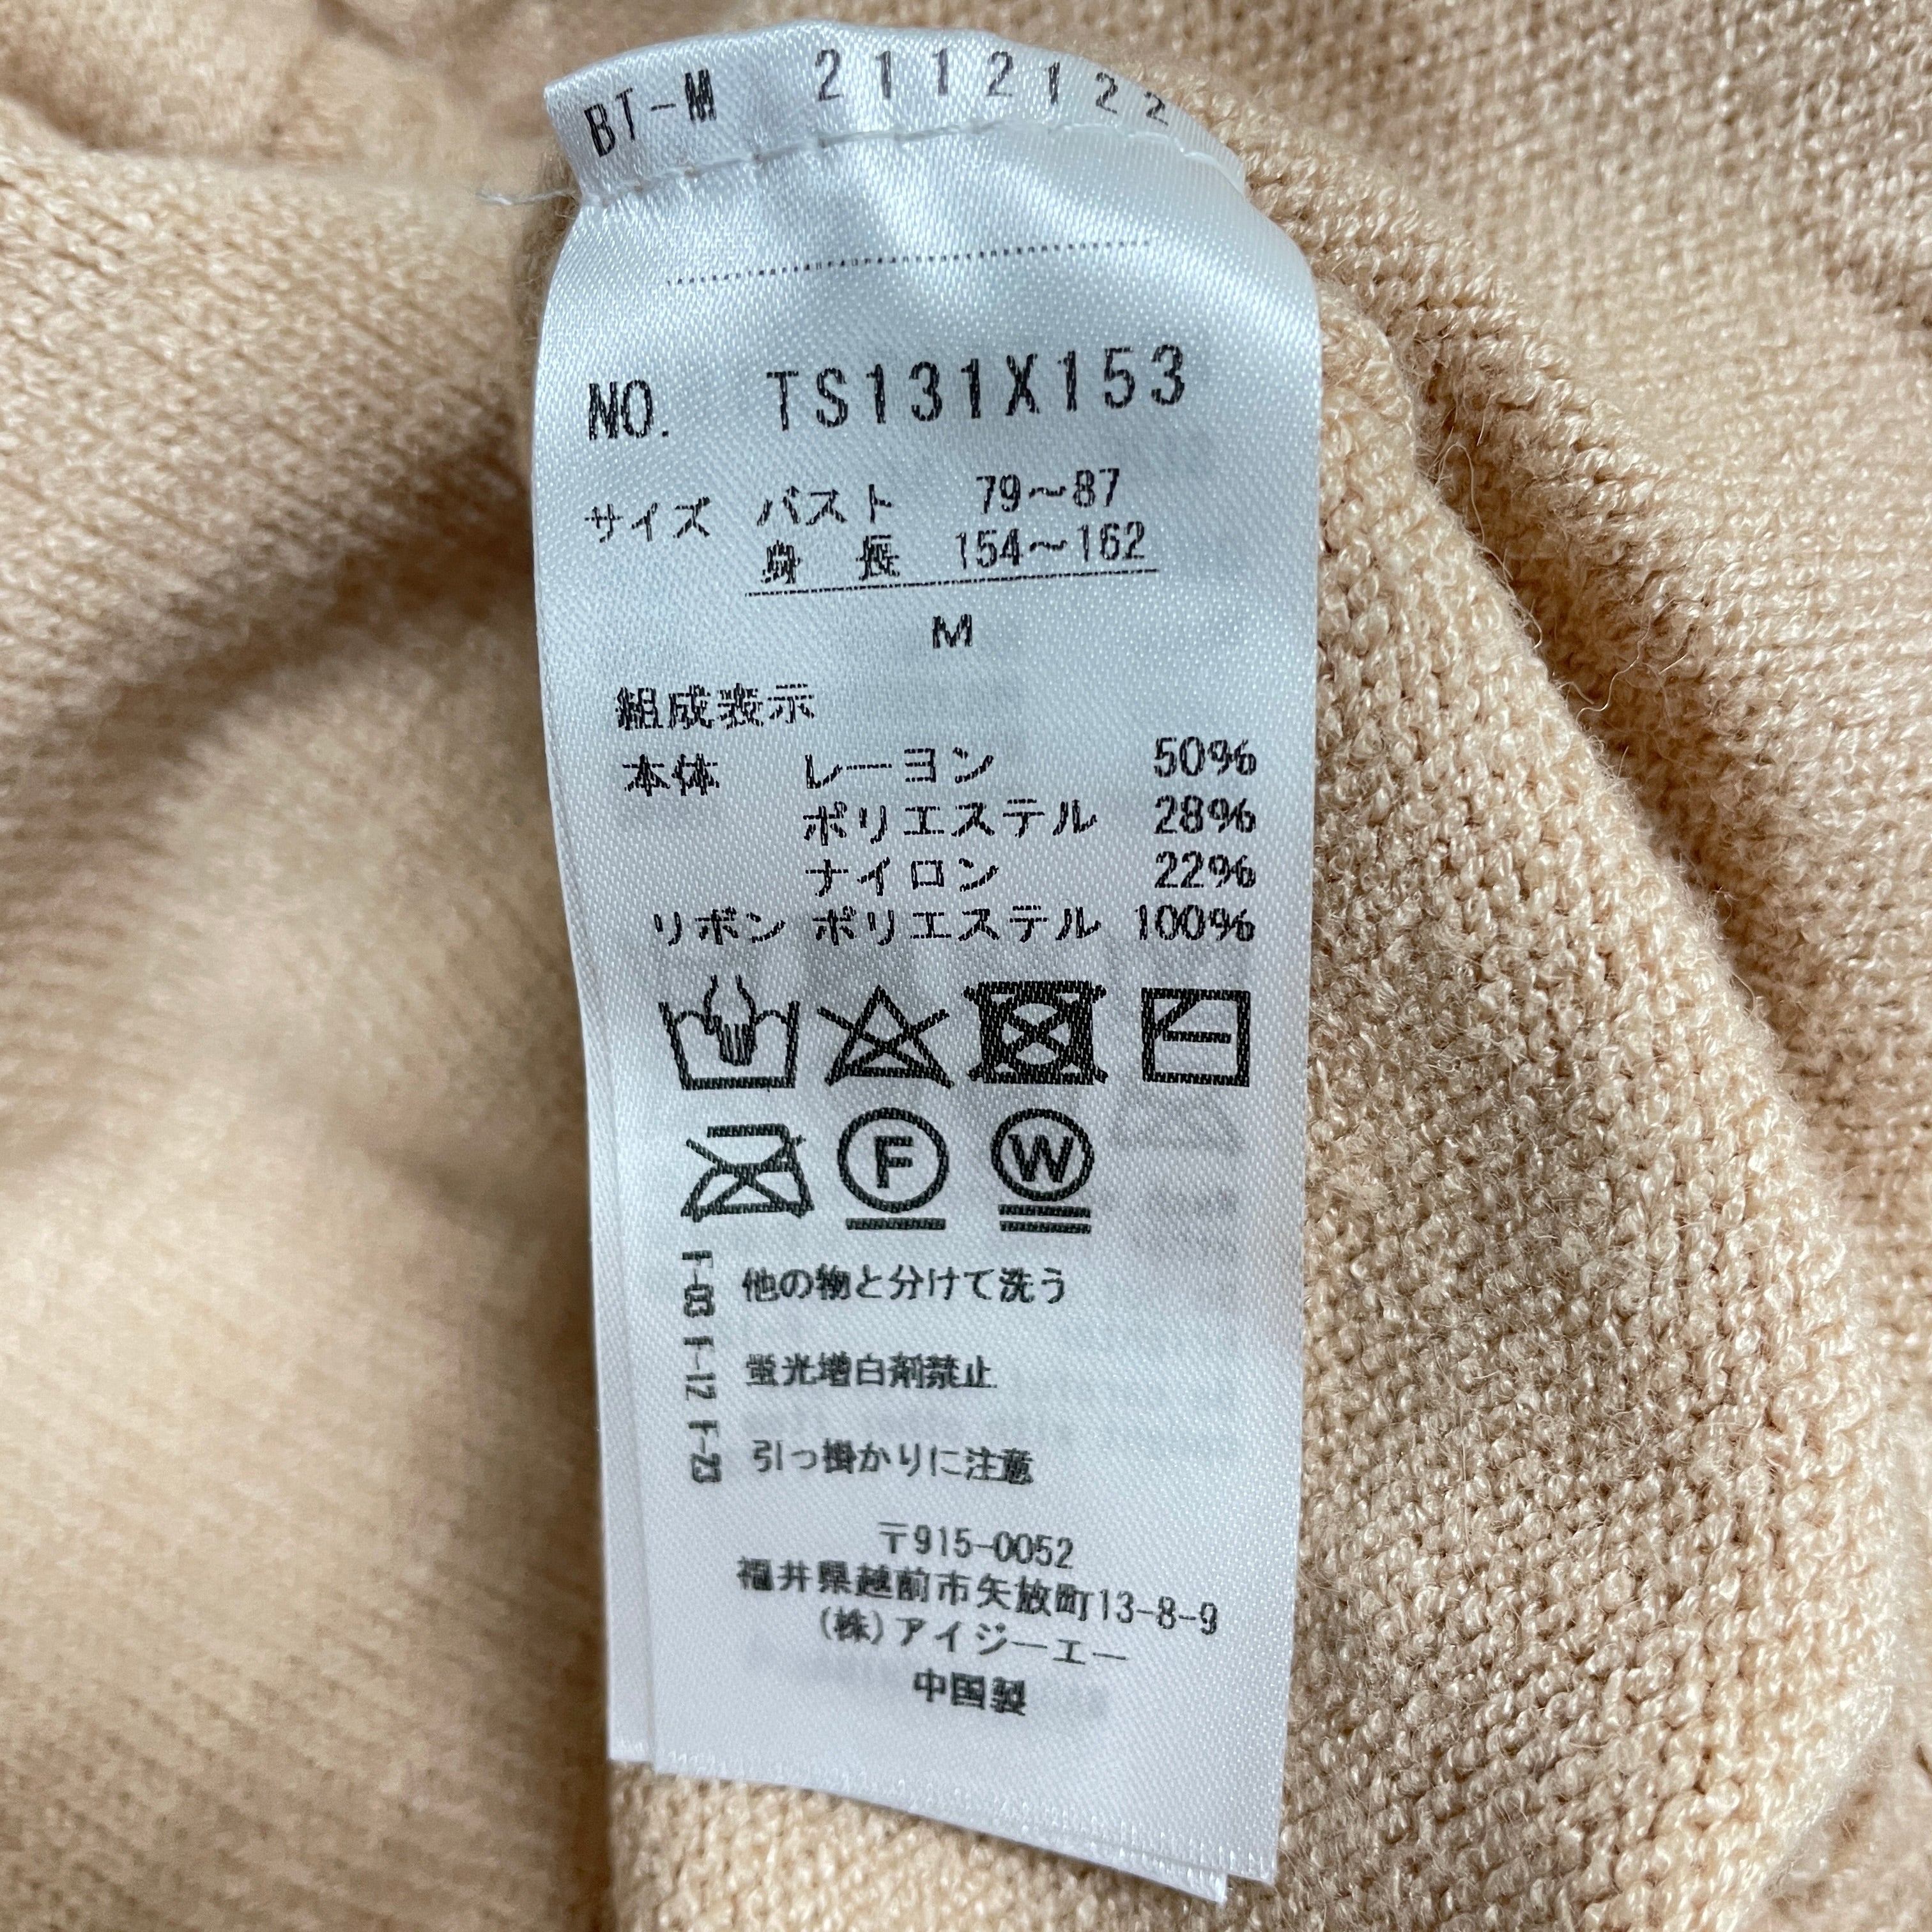 BT-M 2112122
NO. TS131X153
サイズ バスト 79〜87
身長 154〜162
M
組成表示
本体 レーヨン 50%
ポリエステル 28%
ナイロン 22%
リボン ポリエステル 100%
F
W
F-03 F-12 F-23
他の物と分けて洗う
蛍光増白剤禁止
引っ掛かりに注意
〒915-0052
福井県越前市矢放町13-8-9
(株)アイジーエー
中国製